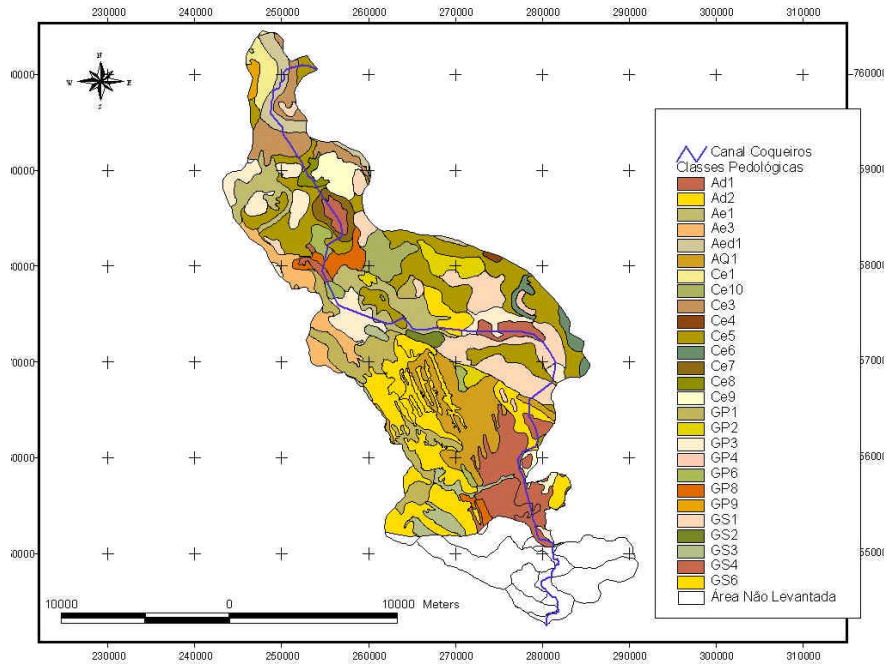 230000 240000 250000 260000 270000 280000 290000 300000 310000
N
W E
S
760000
Canal Coqueiros
Classes Pedológicas
Ad1
Ad2
Ae1
Ae3
Aed1
AQ1
Ce1
Ce10
Ce3
Ce4
Ce5
Ce6
Ce7
Ce8
Ce9
GP1
GP2
GP3
GP4
GP6
GP8
GP9
GS1
GS2
GS3
GS4
GS6
Área Não Levantada
10000 0 10000 Meters
230000 240000 250000 260000 270000 280000 290000 300000 310000